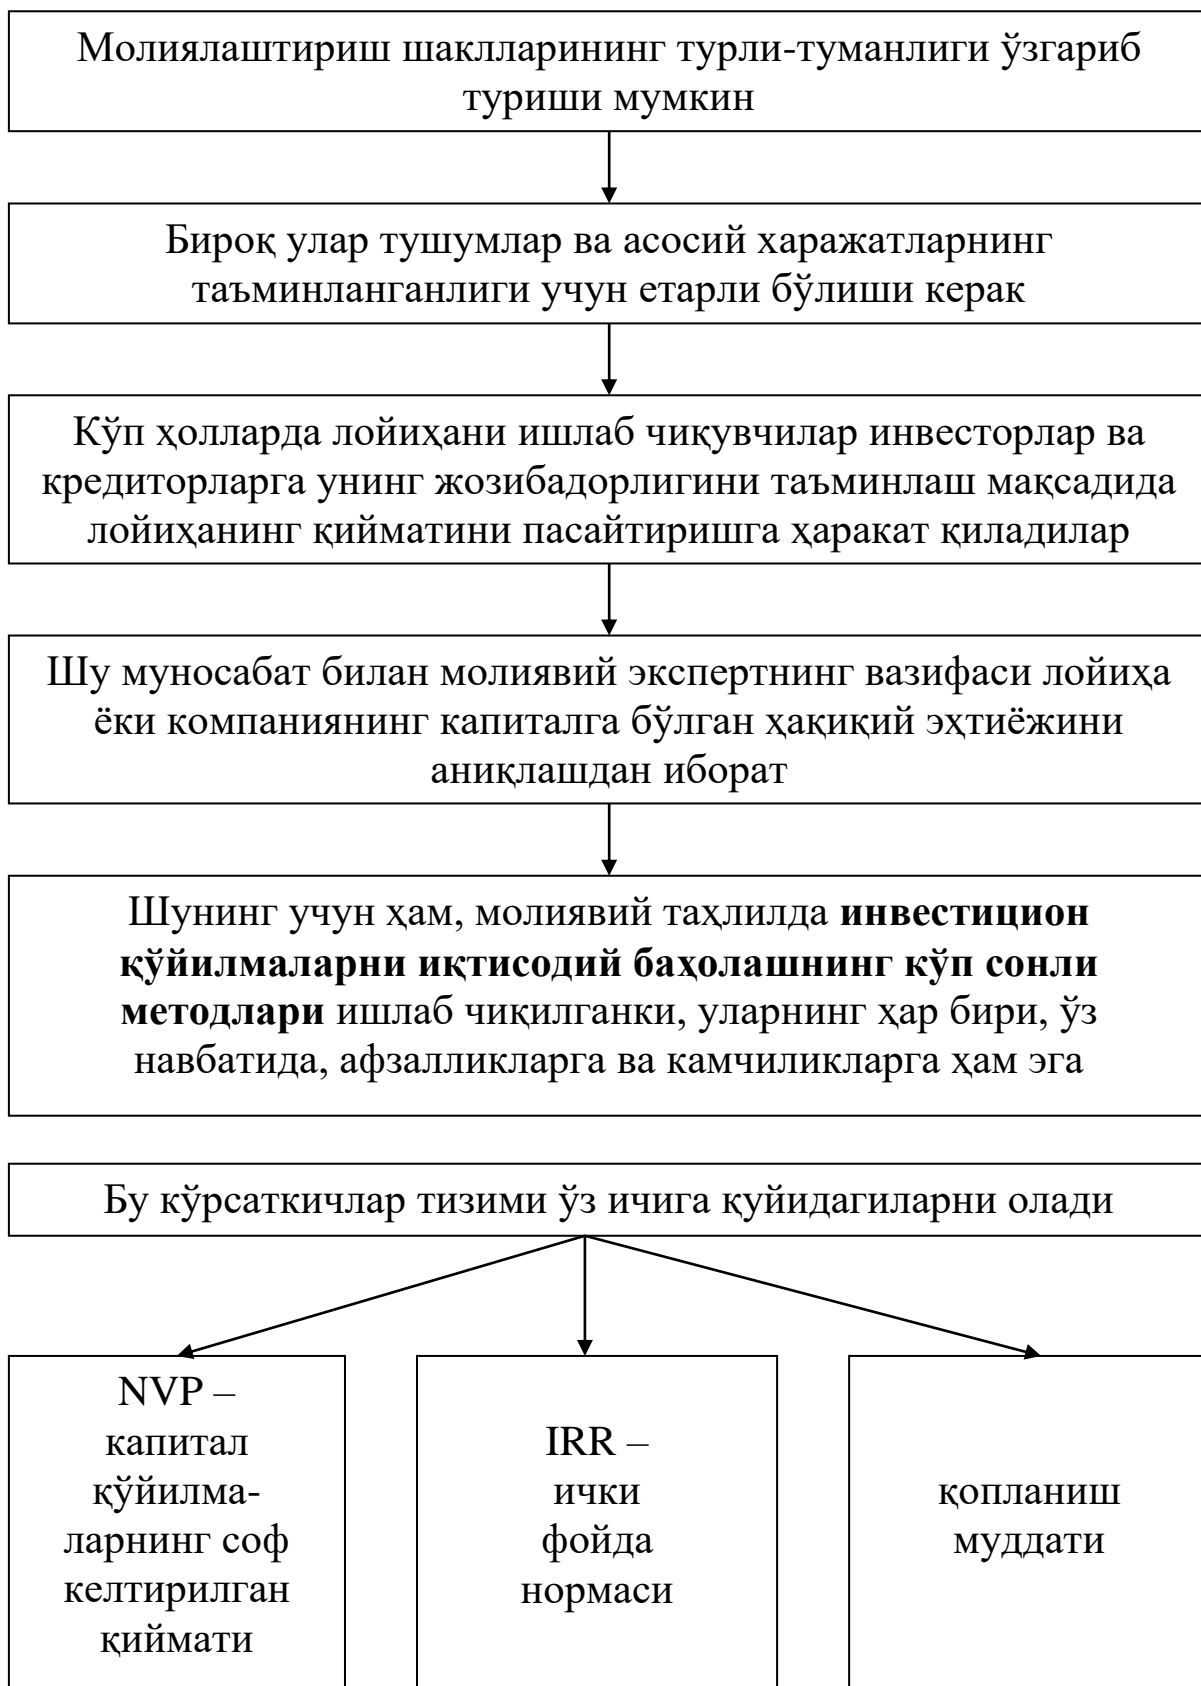 Молиялаштириш шаклларининг турли-туманлиги ўзгариб
туриши мумкин
Бироқ улар тушумлар ва асосий харажатларнинг
таъминланганлиги учун етарли бўлиши керак
Кўп ҳолларда лойиҳани ишлаб чиқувчилар инвесторлар ва
кредиторларга унинг жозибадорлигини таъминлаш мақсадида
лойиҳанинг қийматини пасайтиришга ҳаракат қиладилар
Шу муносабат билан молиявий экспертнинг вазифаси лойиҳа
ёки компаниянинг капиталга бўлган ҳақиқий эҳтиёжини
аниқлашдан иборат
Шунинг учун ҳам, молиявий таҳлилда инвестицион
қўйилмаларни иқтисодий баҳолашнинг кўп сонли
методлари ишлаб чиқилганки, уларнинг ҳар бири, ўз
навбатида, афзалликларга ва камчиликларга ҳам эга
Бу кўрсаткичлар тизими ўз ичига қуйидагиларни олади
NVP –
капитал
қўйилма-
ларнинг соф
келтирилган
қиймати
IRR –
ички
фойда
нормаси
қопланиш
муддати